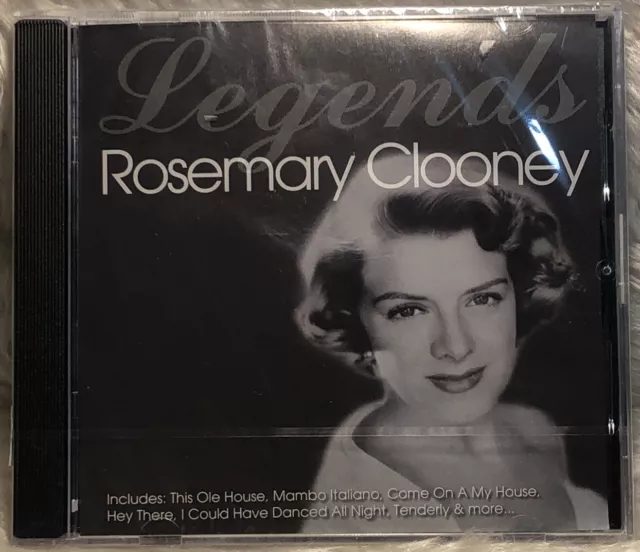 Legends
Rosemary Clooney
Includes: This Ole House, Mambo Italiano, Come On A My House,
Hey There, I Could Have Danced All Night, Tenderly & more...